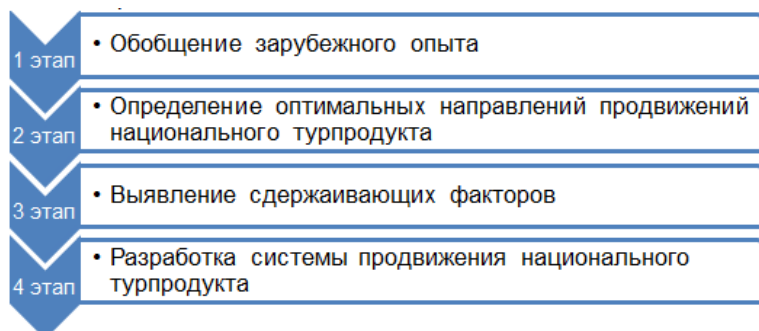 1 этап
• Обобщение зарубежного опыта
2 этап
• Определение оптимальных направлений продвижений
национального турпродукта
3 этап
• Выявление сдержаивающих факторов
4 этап
• Разработка системы продвижения национального
турпродукта